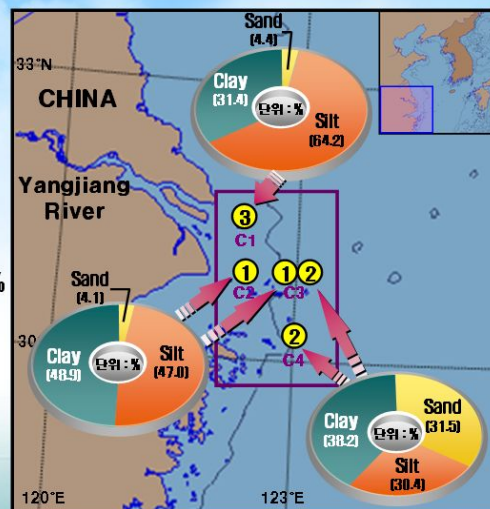 Sand
(4.4)
33°N
Clay
(31.4)
단위 : %
CHINA
Silt
(64.2)
Yangjiang
River
3
C1
1
1 2
%
Sand
(4.1)
C2
C3
30
2
C4
Clay
(48.9)
단위 : %
Silt
(47.0)
Clay
(38.2)
단위 : %
Sand
(31.5)
Silt
(30.4)
120°E
123°E